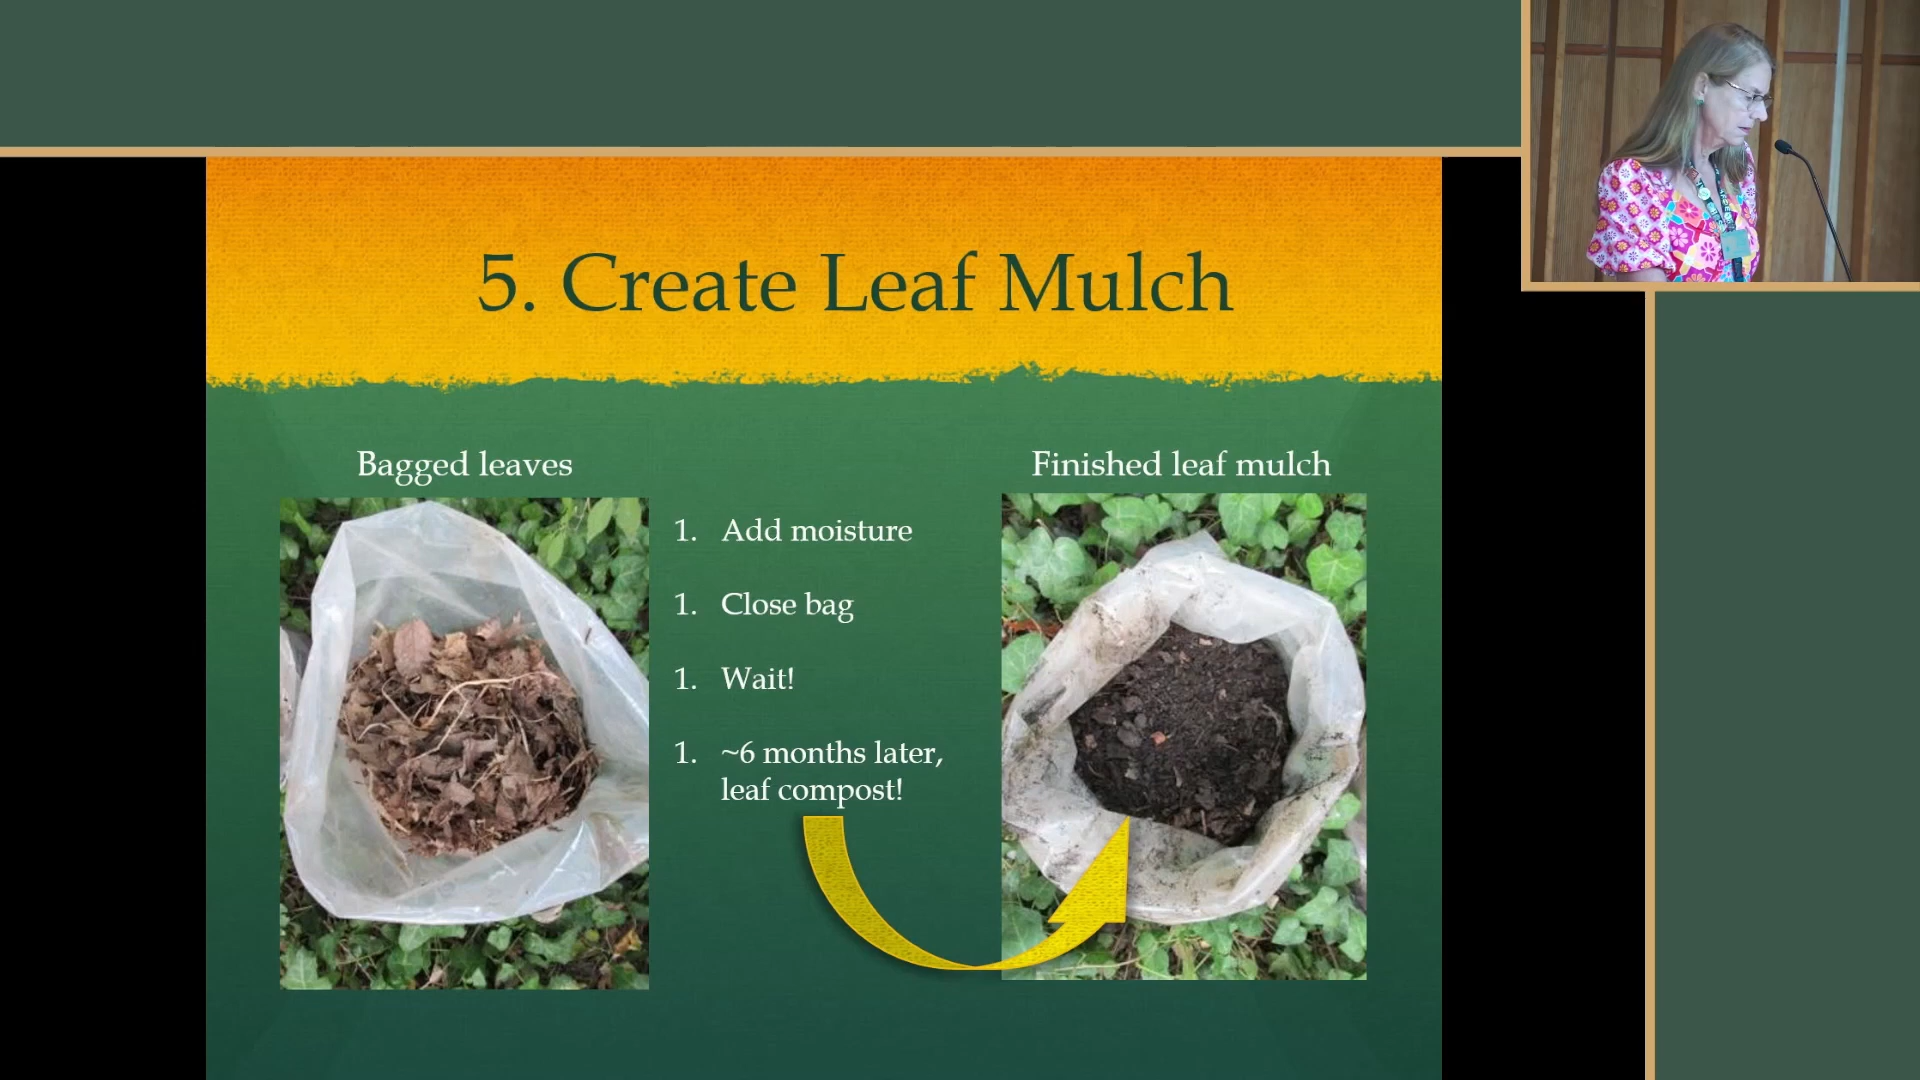 5. Create Leaf Mulch
Bagged leaves
Finished leaf mulch
1. Add moisture
1. Close bag
1. Wait!
1. ~6 months later,
leaf compost!